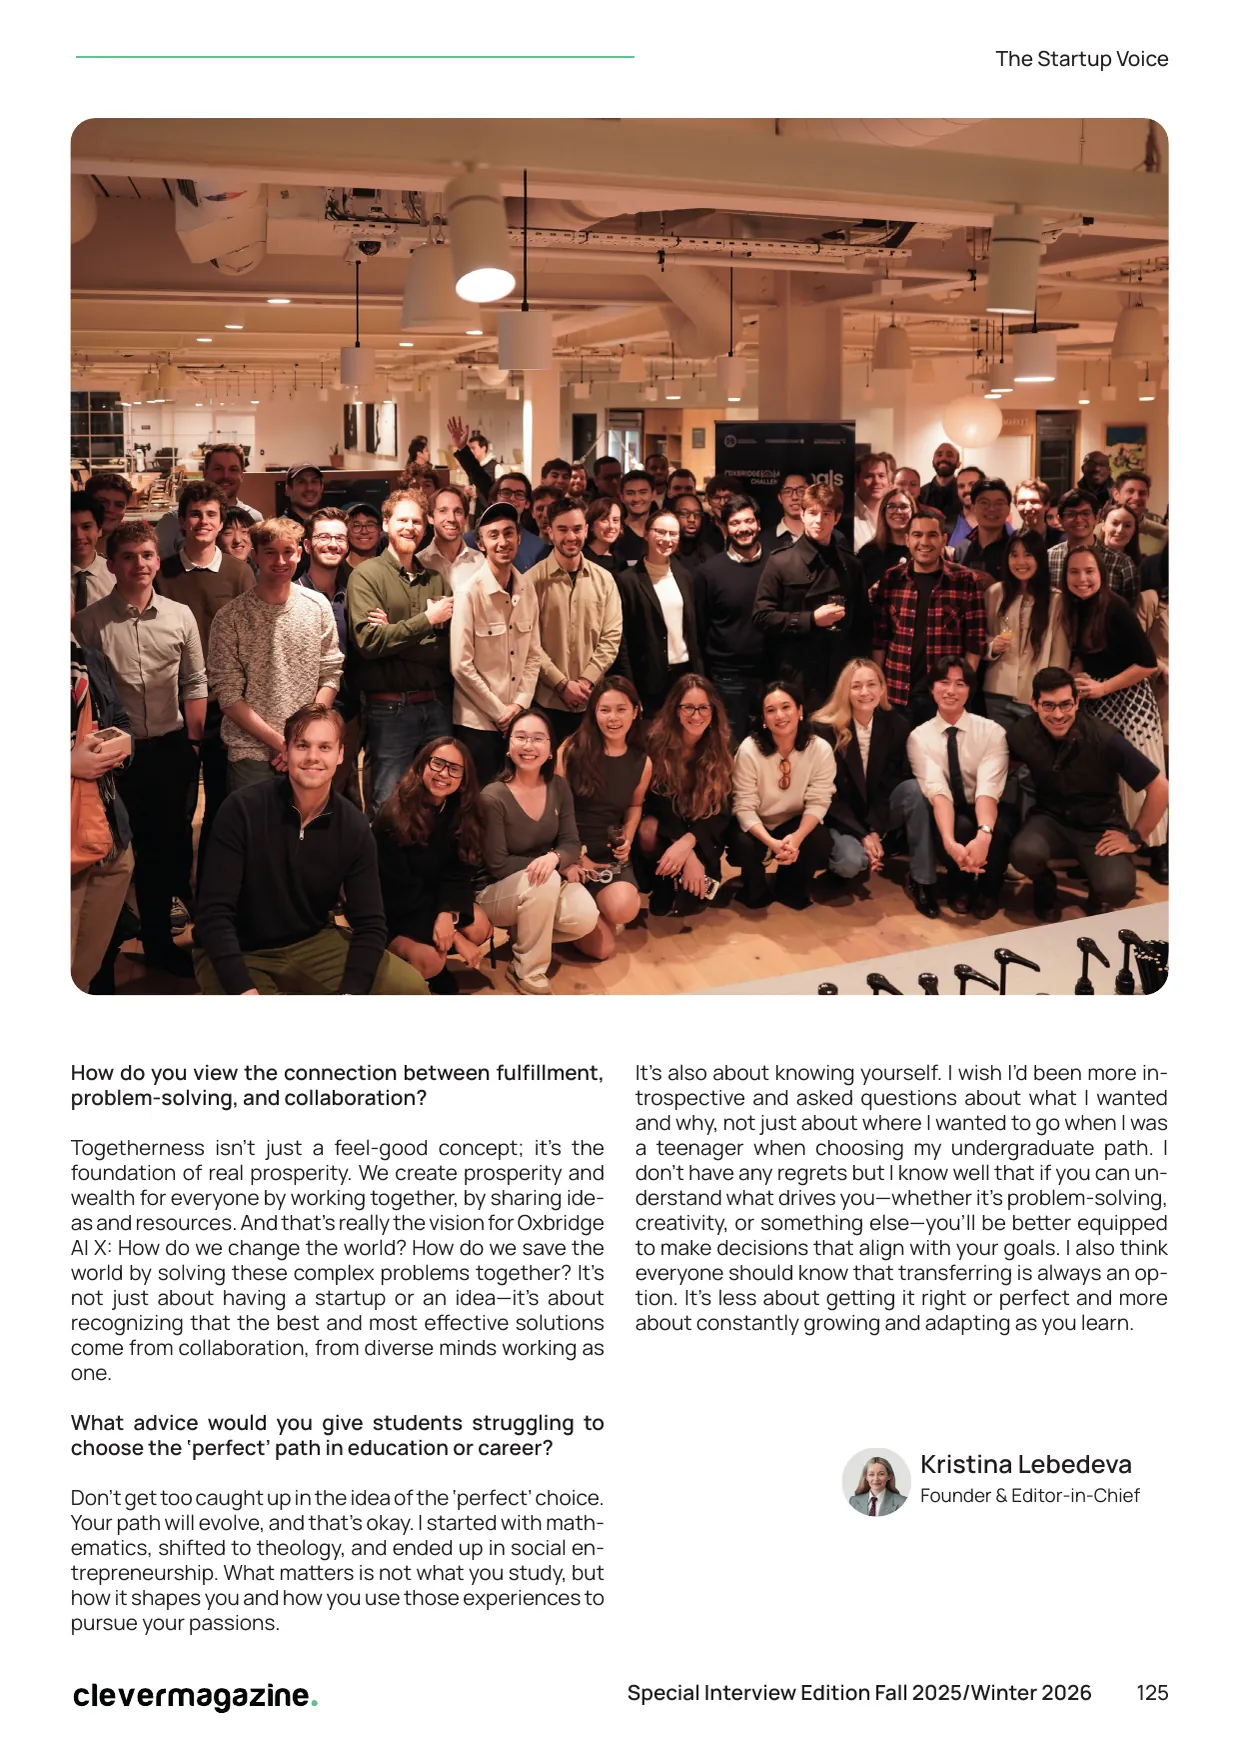 The Startup Voice
MARKET
CHALLEN
How do you view the connection between fulfillment,
problem-solving, and collaboration?
Togetherness isn’t just a feel-good concept; it’s the
foundation of real prosperity. We create prosperity and
wealth for everyone by working together, by sharing ide-
as and resources. And that’s really the vision for Oxbridge
AI X: How do we change the world? How do we save the
world by solving these complex problems together? It’s
not just about having a startup or an idea—it’s about
recognizing that the best and most effective solutions
come from collaboration, from diverse minds working as
one.
What advice would you give students struggling to
choose the ‘perfect’ path in education or career?
Don’t get too caught up in the idea of the ‘perfect’ choice.
Your path will evolve, and that’s okay. I started with math-
ematics, shifted to theology, and ended up in social en-
trepreneurship. What matters is not what you study, but
how it shapes you and how you use those experiences to
pursue your passions.
It’s also about knowing yourself. I wish I’d been more in-
trospective and asked questions about what I wanted
and why, not just about where I wanted to go when I was
a teenager when choosing my undergraduate path. I
don’t have any regrets but I know well that if you can un-
derstand what drives you—whether it’s problem-solving,
creativity, or something else—you’ll be better equipped
to make decisions that align with your goals. I also think
everyone should know that transferring is always an op-
tion. It’s less about getting it right or perfect and more
about constantly growing and adapting as you learn.
Kristina Lebedeva
Founder & Editor-in-Chief
clevermagazine.
Special Interview Edition Fall 2025/Winter 2026 125